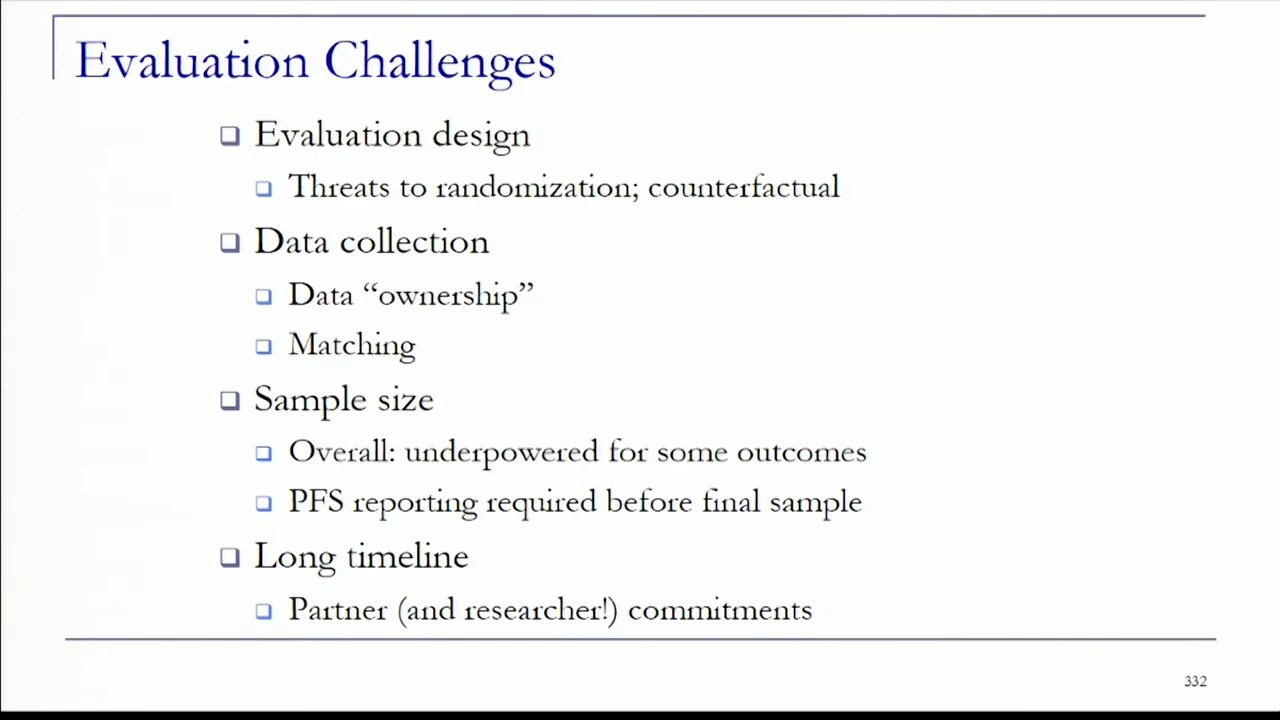 Evaluation Challenges
Evaluation design
Threats to randomization; counterfactual
Data collection
Data “ownership”
Matching
Sample size
Overall: underpowered for some outcomes
PFS reporting required before final sample
Long timeline
Partner (and researcher!) commitments
332